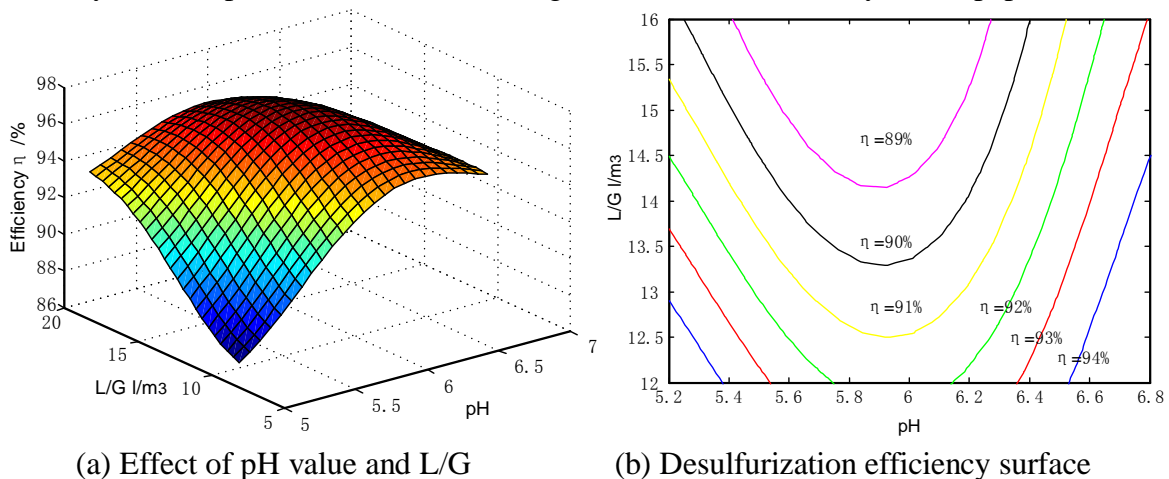 98
96
94
92
90
88
86
Efficiency η /%
20
15
10
5
L/G l/m3
5
5.5
6
6.5
7
pH
16
15.5
15
14.5
14
13.5
13
12.5
12
L/G l/m3
η=89%
η=90%
η=91%
η=92%
η=93%
η=94%
5.2
5.4
5.6
5.8
6
6.2
6.4
6.6
6.8
pH
(a) Effect of pH value and L/G
(b) Desulfurization efficiency surface